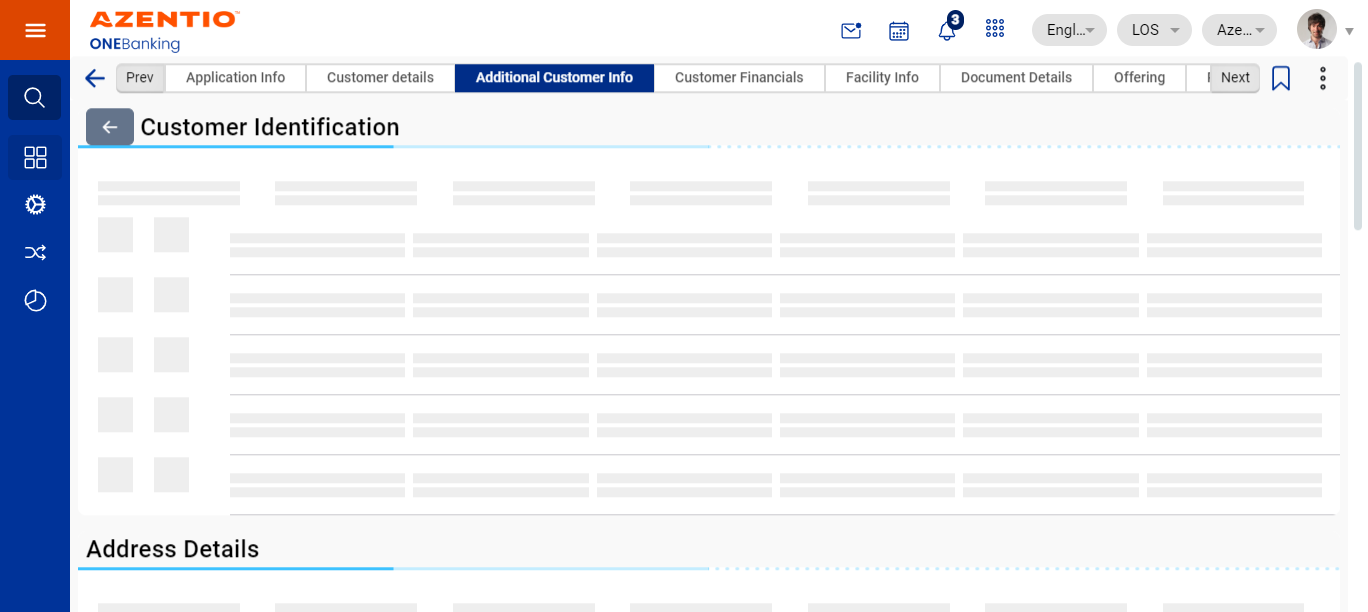 AZENTIO™
ONEBanking
3
Engl...
LOS
Aze...
Prev
Application Info
Customer details
Additional Customer Info
Customer Financials
Facility Info
Document Details
Offering
Next
Customer Identification
Address Details